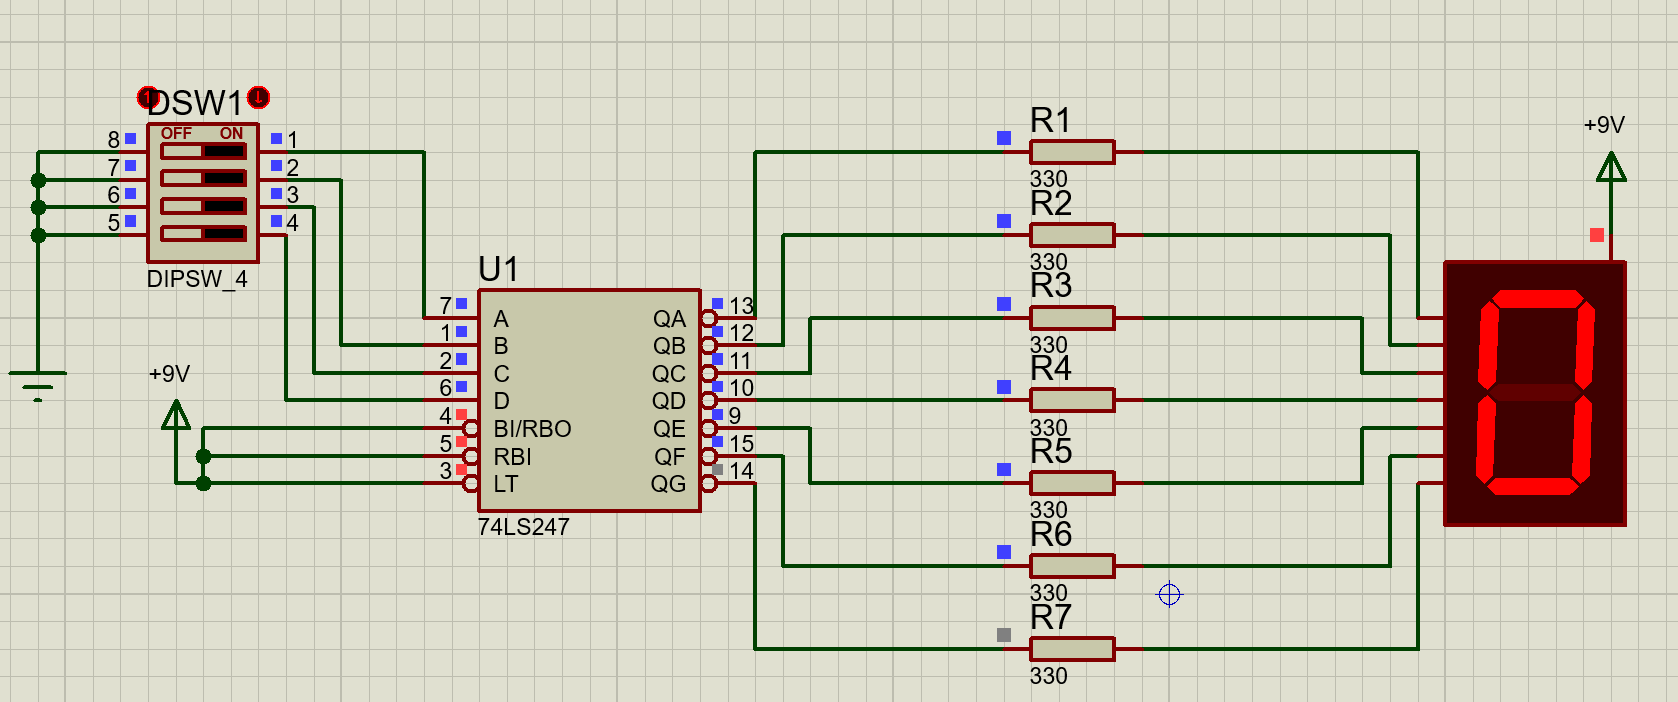 DSW1
OFF ON
8 1
7 2
6 3
5 4
DIPSW_4
+9V
U1
7 A QA 13
1 B QB 12
2 C QC 11
6 D QD 10
4 BI/RBO QE 9
5 RBI QF 15
3 LT QG 14
74LS247
R1
330
R2
330
R3
330
R4
330
R5
330
R6
330
R7
330
+9V